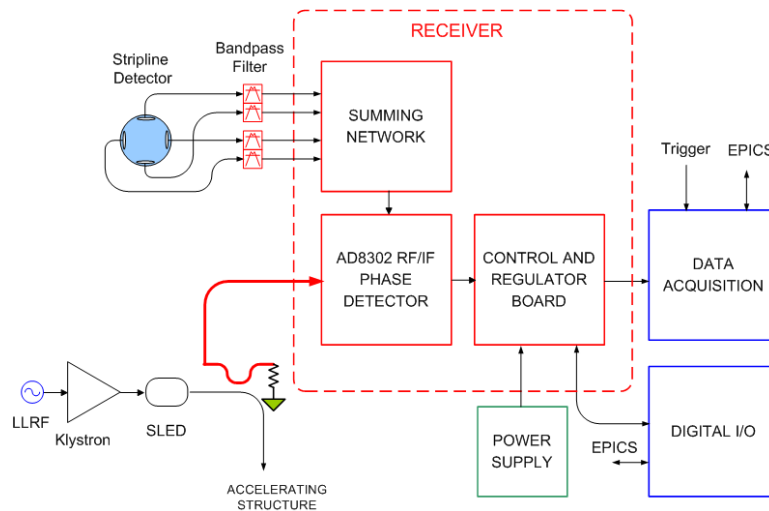 RECEIVER
Stripline
Detector
Bandpass
Filter
SUMMING
NETWORK
Trigger
EPICS
AD8302 RF/IF
PHASE
DETECTOR
CONTROL AND
REGULATOR
BOARD
DATA
ACQUISITION
LLRF
Klystron
SLED
POWER
SUPPLY
EPICS
DIGITAL I/O
ACCELERATING
STRUCTURE